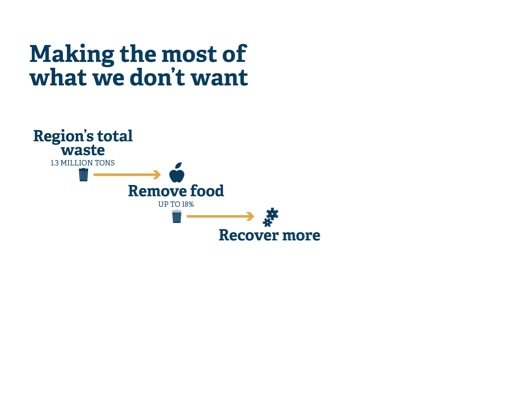 Making the most of
what we don't want
Region's total
waste
1.3 MILLION TONS
Remove food
UP TO 18%
Recover more